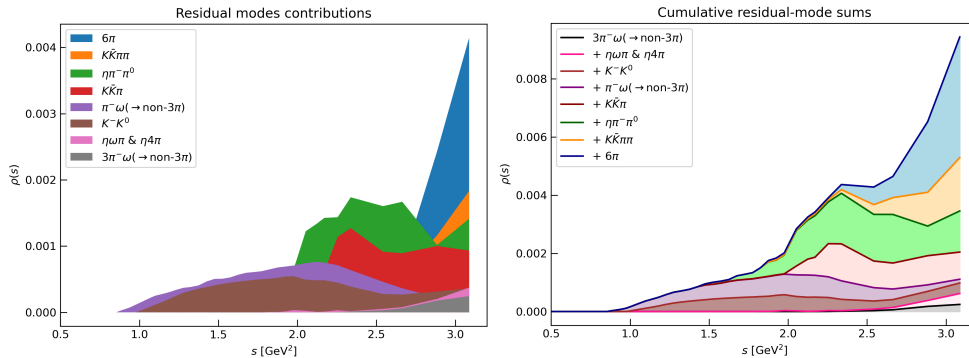 Residual modes contributions
6π
KK̄ππ
ηπ⁻π⁰
KK̄π
π⁻ω(→non-3π)
K⁻K⁰
ηωπ & η4π
3π⁻ω(→non-3π)
ρ(s)
0.004
0.003
0.002
0.001
0.000
0.5 1.0 1.5 2.0 2.5 3.0
s [GeV²]
Cumulative residual-mode sums
3π⁻ω(→non-3π)
+ ηωπ & η4π
+ K⁻K⁰
+ π⁻ω(→non-3π)
+ KK̄π
+ ηπ⁻π⁰
+ KK̄ππ
+ 6π
ρ(s)
0.008
0.006
0.004
0.002
0.000
0.5 1.0 1.5 2.0 2.5 3.0
s [GeV²]